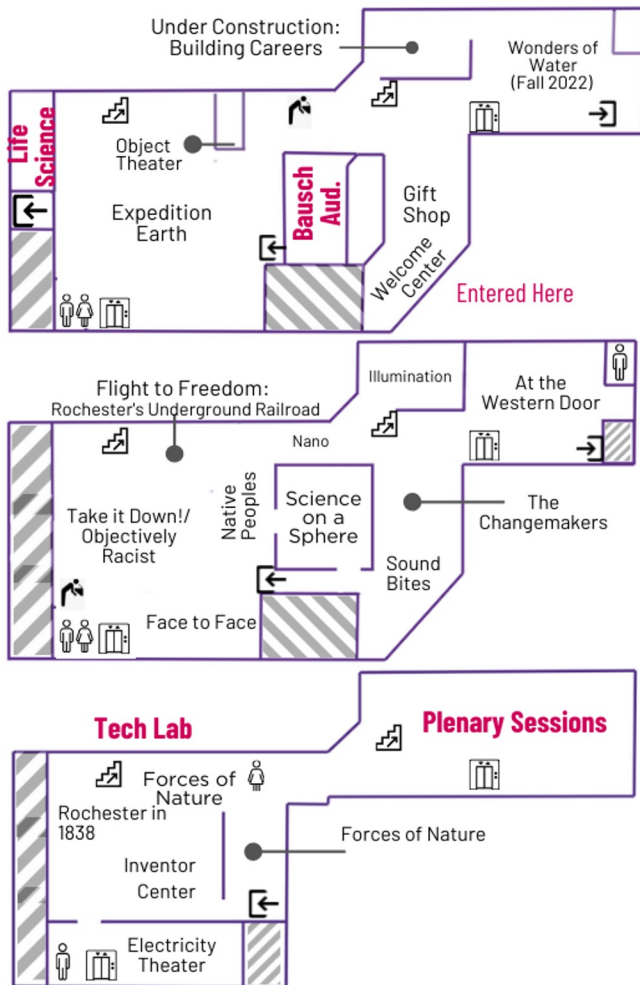 Under Construction:
Building Careers
Wonders of
Water
(Fall 2022)
Life
Science
Object
Theater
Expedition
Earth
Bausch
Aud.
Gift
Shop
Welcome
Center
Entered Here
Flight to Freedom:
Rochester's Underground Railroad
Illumination
At the
Western Door
Nano
Native
Peoples
Science
on a
Sphere
Take it Down!/
Objectively
Racist
The
Changemakers
Sound
Bites
Face to Face
Tech Lab
Plenary Sessions
Forces of
Nature
Rochester in
1838
Forces of Nature
Inventor
Center
Electricity
Theater